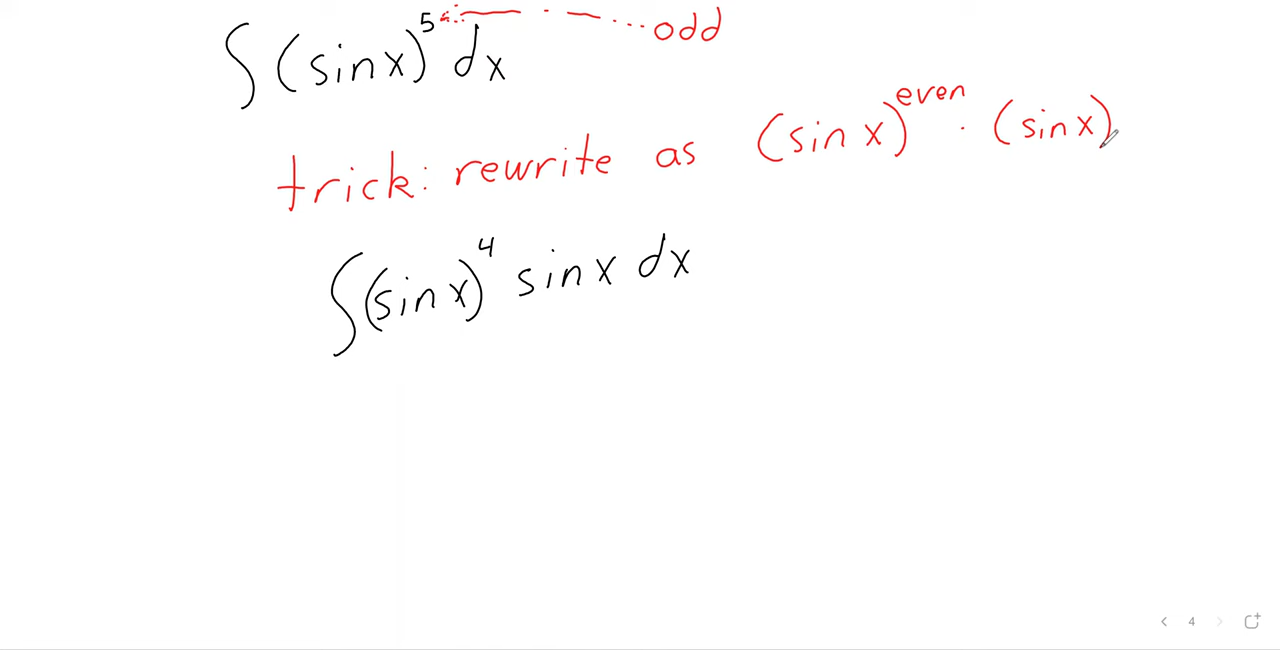 ∫(sin x)⁵ dx odd
trick: rewrite as (sin x)^even · (sin x)
∫(sin x)⁴ sin x dx
4